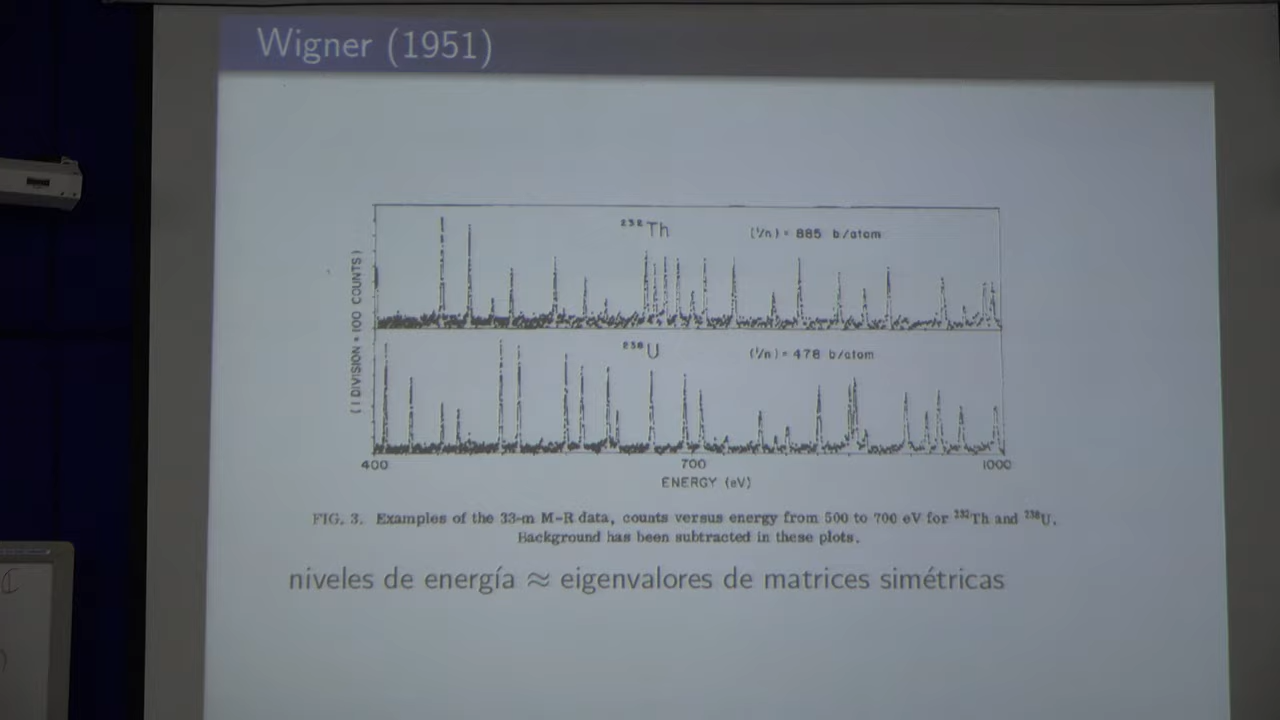 Wigner (1951)
²³²Th
(¹/n) = 885 b/atom
²³⁸U
(¹/n) = 478 b/atom
( I DIVISION = 100 COUNTS )
400 700 1000
ENERGY (eV)
FIG. 3. Examples of the 33-m M-R data, counts versus energy from 500 to 700 eV for ²³²Th and ²³⁸U.
Background has been subtracted in these plots.
niveles de energía ≈ eigenvalores de matrices simétricas